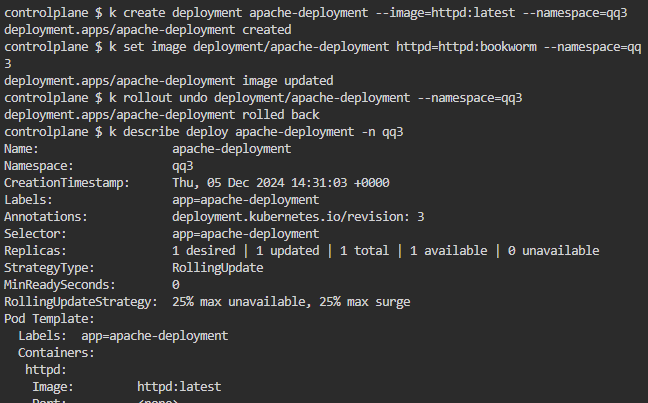 controlplane $ k create deployment apache-deployment --image=httpd:latest --namespace=qq3
deployment.apps/apache-deployment created
controlplane $ k set image deployment/apache-deployment httpd=httpd:bookworm --namespace=qq
3
deployment.apps/apache-deployment image updated
controlplane $ k rollout undo deployment/apache-deployment --namespace=qq3
deployment.apps/apache-deployment rolled back
controlplane $ k describe deploy apache-deployment -n qq3
Name:                   apache-deployment
Namespace:              qq3
CreationTimestamp:      Thu, 05 Dec 2024 14:31:03 +0000
Labels:                 app=apache-deployment
Annotations:            deployment.kubernetes.io/revision: 3
Selector:               app=apache-deployment
Replicas:               1 desired | 1 updated | 1 total | 1 available | 0 unavailable
StrategyType:           RollingUpdate
MinReadySeconds:        0
RollingUpdateStrategy:  25% max unavailable, 25% max surge
Pod Template:
  Labels:  app=apache-deployment
  Containers:
   httpd:
    Image:         httpd:latest
    Port:          <none>